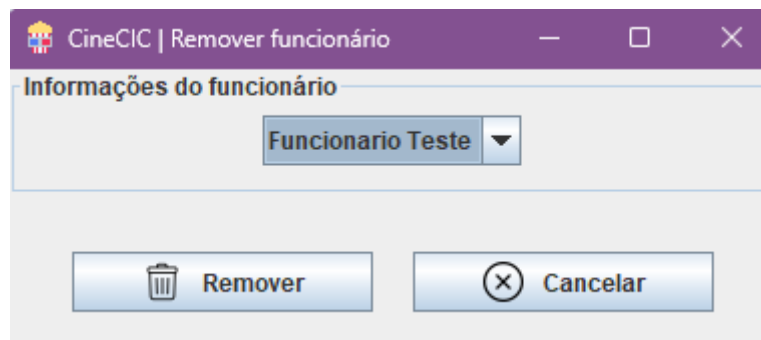 CineCIC | Remover funcionário
Informações do funcionário
Funcionario Teste
Remover
Cancelar